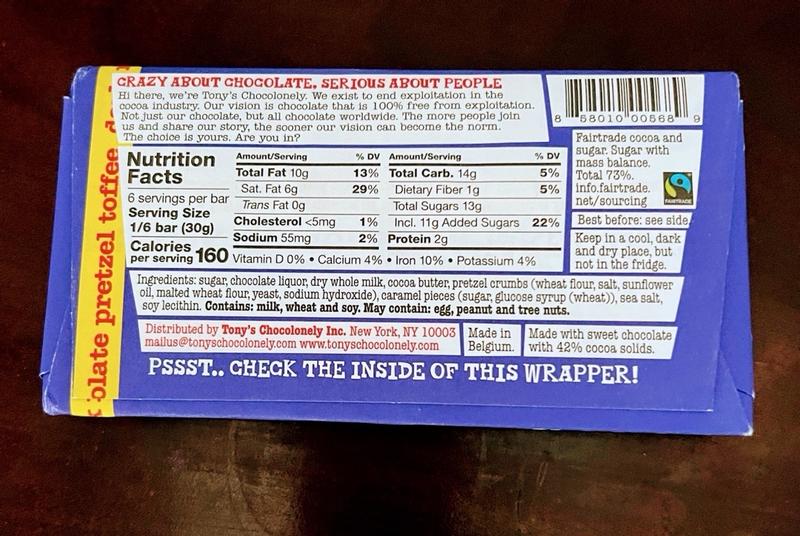 CRAZY ABOUT CHOCOLATE, SERIOUS ABOUT PEOPLE
Hi there, we're Tony's Chocolonely. We exist to end exploitation in the
cocoa industry. Our vision is chocolate that is 100% free from exploitation.
Not just our chocolate, but all chocolate worldwide. The more people join
us and share our story, the sooner our vision can become the norm.
The choice is yours. Are you in?
8 58010 00568 9
Nutrition
Facts
6 servings per bar
Serving Size
1/6 bar (30g)
Calories
per serving 160
Amount/Serving % DV
Total Fat 10g 13%
Sat. Fat 6g 29%
Trans Fat 0g
Cholesterol <5mg 1%
Sodium 55mg 2%
Amount/Serving % DV
Total Carb. 14g 5%
Dietary Fiber 1g 5%
Total Sugars 13g
Incl. 11g Added Sugars 22%
Protein 2g
Vitamin D 0% • Calcium 4% • Iron 10% • Potassium 4%
Fairtrade cocoa and
sugar. Sugar with
mass balance.
Total 73%.
info.fairtrade.
net/sourcing
FAIRTRADE
Best before: see side.
Keep in a cool, dark
and dry place, but
not in the fridge.
Ingredients: sugar, chocolate liquor, dry whole milk, cocoa butter, pretzel crumbs (wheat flour, salt, sunflower
oil, malted wheat flour, yeast, sodium hydroxide), caramel pieces (sugar, glucose syrup (wheat)), sea salt,
soy lecithin. Contains: milk, wheat and soy. May contain: egg, peanut and tree nuts.
Distributed by Tony's Chocolonely Inc. New York, NY 10003
mailus@tonyschocolonely.com www.tonyschocolonely.com
Made in
Belgium.
Made with sweet chocolate
with 42% cocoa solids.
PSSST.. CHECK THE INSIDE OF THIS WRAPPER!
olate pretzel toffee